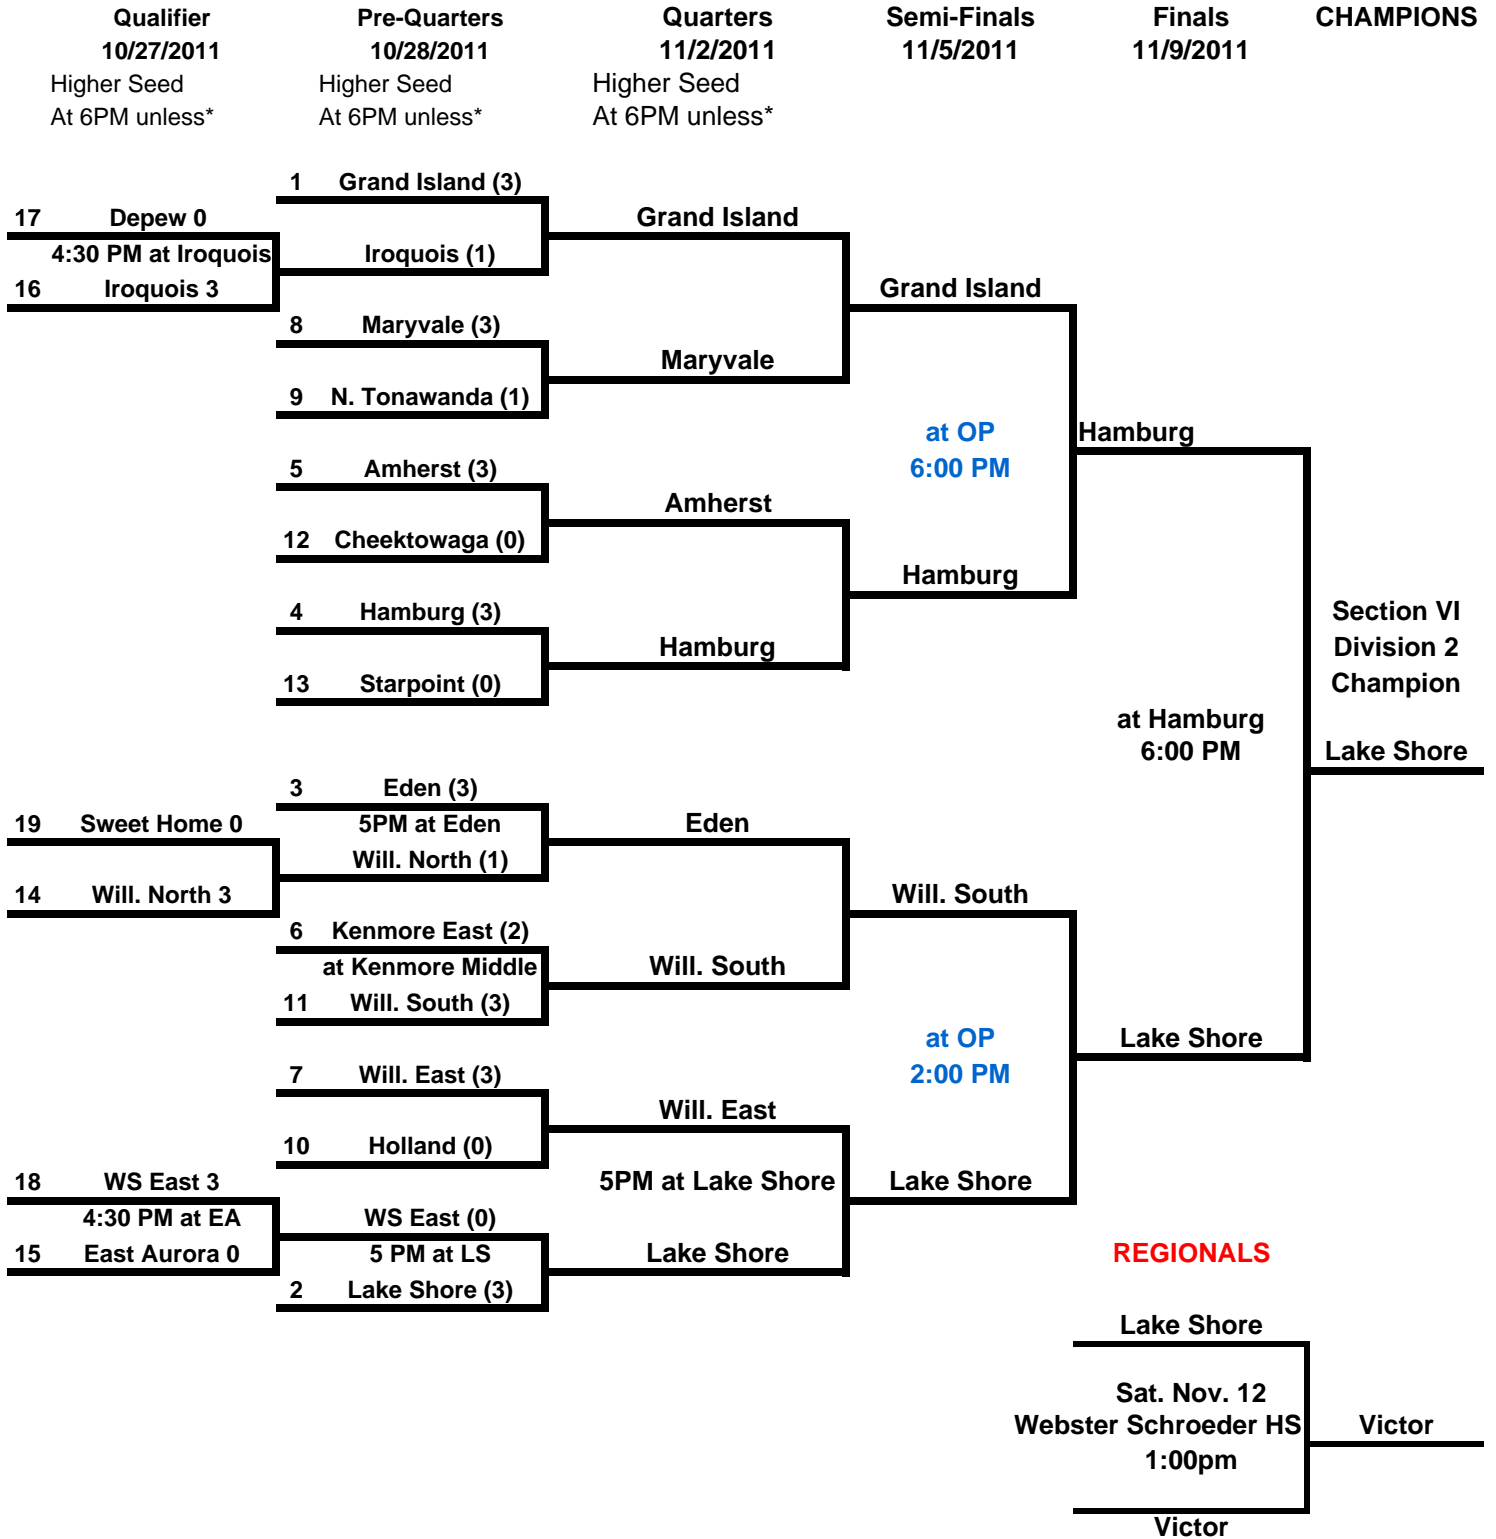 Qualifier Pre-Quarters Quarters Semi-Finals Finals CHAMPIONS
10/27/2011 10/28/2011 11/2/2011 11/5/2011 11/9/2011
Higher Seed Higher Seed Higher Seed
At 6PM unless* At 6PM unless* At 6PM unless*
1 Grand Island (3)
17 Depew 0 Grand Island
4:30 PM at Iroquois Iroquois (1)
16 Iroquois 3 Grand Island
8 Maryvale (3)
Maryvale
9 N. Tonawanda (1)
at OP Hamburg
5 Amherst (3) 6:00 PM
Amherst
12 Cheektowaga (0)
Hamburg
4 Hamburg (3) Section VI
Hamburg Division 2
13 Starpoint (0) Champion
at Hamburg
6:00 PM Lake Shore
3 Eden (3)
19 Sweet Home 0 5PM at Eden Eden
Will. North (1)
14 Will. North 3 Will. South
6 Kenmore East (2)
at Kenmore Middle Will. South
11 Will. South (3)
at OP Lake Shore
7 Will. East (3) 2:00 PM
Will. East
10 Holland (0)
18 WS East 3 5PM at Lake Shore Lake Shore
4:30 PM at EA WS East (0)
15 East Aurora 0 5 PM at LS Lake Shore REGIONALS
2 Lake Shore (3)
Lake Shore
Sat. Nov. 12
Webster Schroeder HS Victor
1:00pm
Victor